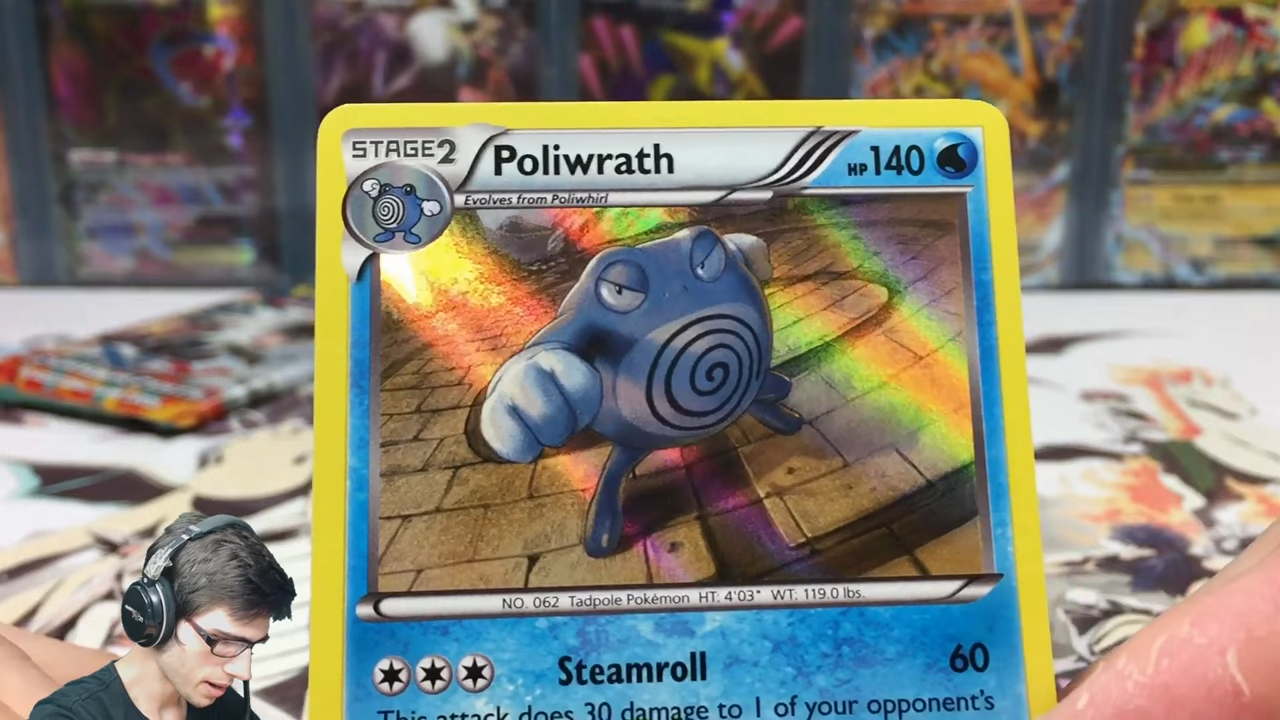 STAGE2
Poliwrath
HP140
Evolves from Poliwhirl
NO. 062 Tadpole Pokémon HT: 4'03" WT: 119.0 lbs.
Steamroll 60
This attack does 30 damage to 1 of your opponent's